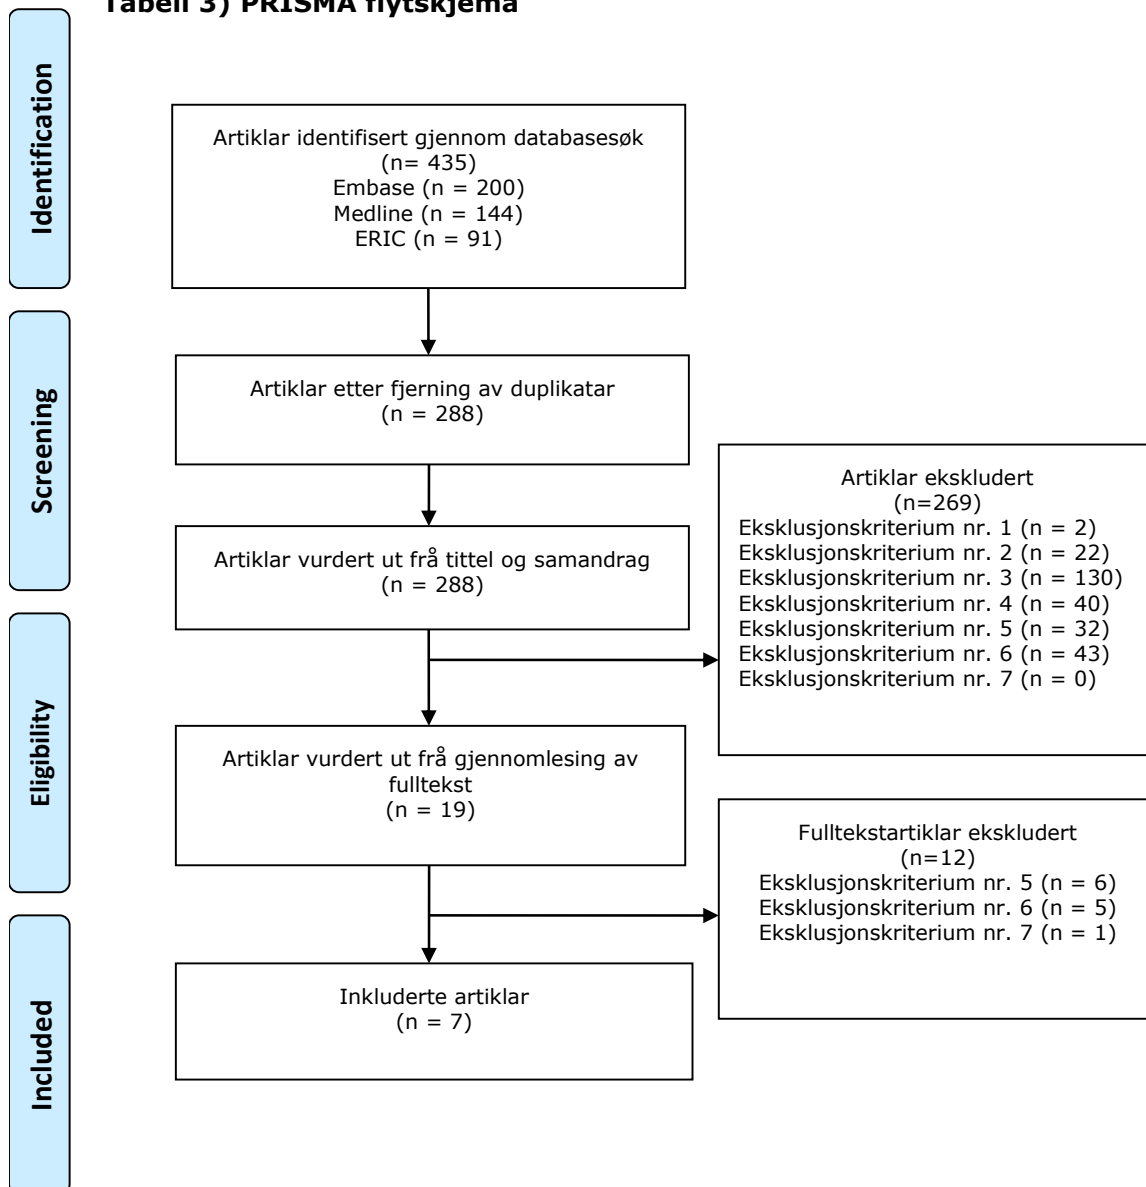 Tabell 3) PRISMA flytskjema
Identification
Artiklar identifisert gjennom databasesøk
(n= 435)
Embase (n = 200)
Medline (n = 144)
ERIC (n = 91)
Screening
Artiklar etter fjerning av duplikatar
(n = 288)
Artiklar vurdert ut frå tittel og samandrag
(n = 288)
Artiklar ekskludert
(n=269)
Eksklusjonskriterium nr. 1 (n = 2)
Eksklusjonskriterium nr. 2 (n = 22)
Eksklusjonskriterium nr. 3 (n = 130)
Eksklusjonskriterium nr. 4 (n = 40)
Eksklusjonskriterium nr. 5 (n = 32)
Eksklusjonskriterium nr. 6 (n = 43)
Eksklusjonskriterium nr. 7 (n = 0)
Eligibility
Artiklar vurdert ut frå gjennomlesing av
fulltekst
(n = 19)
Fulltekstartiklar ekskludert
(n=12)
Eksklusjonskriterium nr. 5 (n = 6)
Eksklusjonskriterium nr. 6 (n = 5)
Eksklusjonskriterium nr. 7 (n = 1)
Included
Inkluderte artiklar
(n = 7)